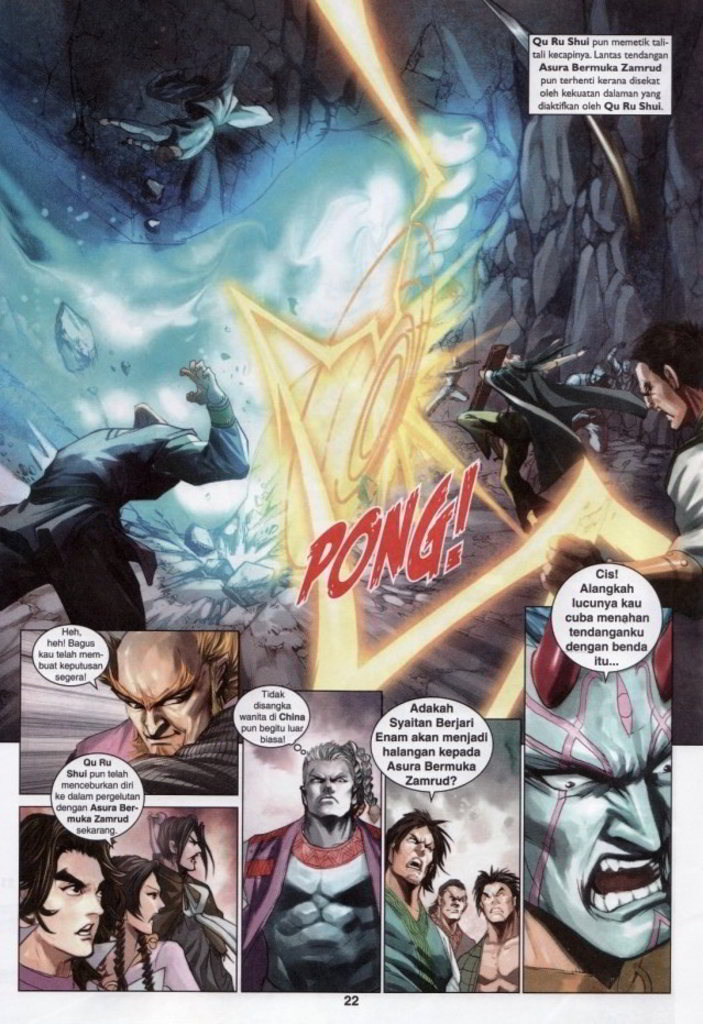 Qu Ru Shui pun memetik tali-
tali kecapinya. Lantas tendangan
Asura Bermuka Zamrud
pun terhenti kerana disekat
oleh kekuatan dalaman yang
diaktifkan oleh Qu Ru Shui.
PONG!
Cis!
Alangkah
lucunya kau
cuba menahan
tendanganku
dengan benda
itu...
Heh,
heh! Bagus
kau telah mem-
buat keputusan
segera!
Qu Ru
Shui pun telah
menceburkan diri
ke dalam pergelutan
dengan Asura Ber-
muka Zamrud
sekarang.
Tidak
disangka
wanita di China
pun begitu luar
biasa!
Adakah
Syaitan Berjari
Enam akan menjadi
halangan kepada
Asura Bermuka
Zamrud?
22